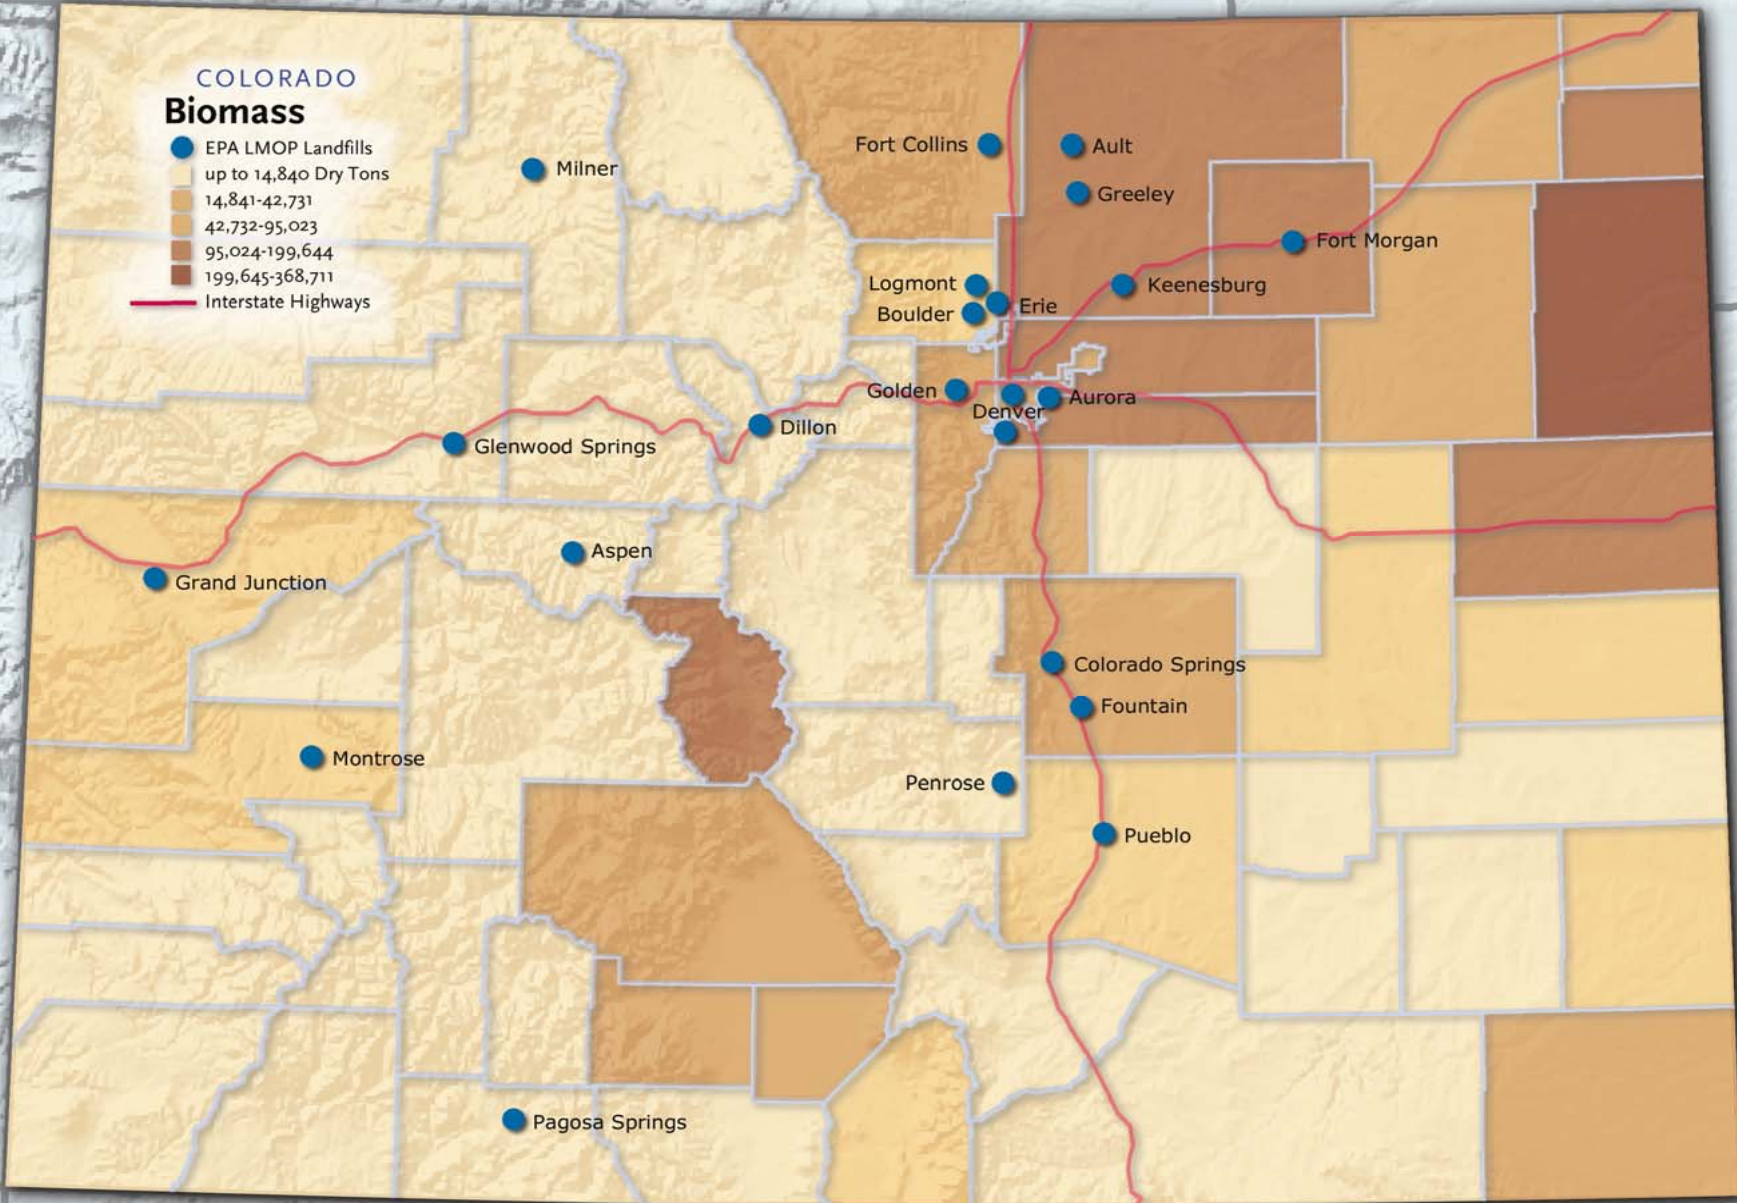 COLORADO
Biomass
EPA LMOP Landfills
up to 14,840 Dry Tons
14,841-42,731
42,732-95,023
95,024-199,644
199,645-368,711
Interstate Highways
Milner
Fort Collins
Ault
Greeley
Fort Morgan
Logmont
Keenesburg
Erie
Boulder
Golden
Aurora
Denver
Dillon
Glenwood Springs
Aspen
Grand Junction
Colorado Springs
Fountain
Montrose
Penrose
Pueblo
Pagosa Springs